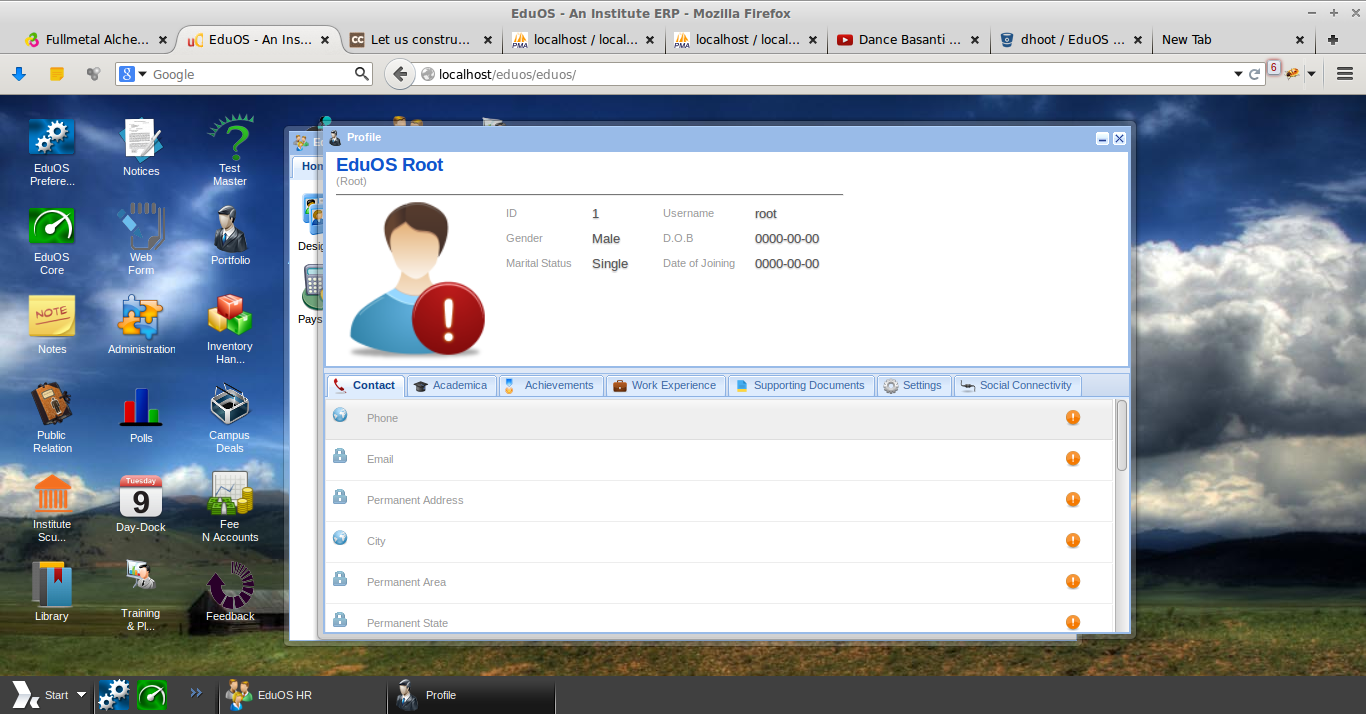 EduOS - An Institute ERP - Mozilla Firefox
Fullmetal Alche...
EduOS - An Ins...
Let us constru...
localhost / local...
localhost / local...
Dance Basanti ...
dhoot / EduOS ...
New Tab
Google
localhost/eduos/eduos/
6
EduOS
Prefere...
Notices
Test
Master
EduOS
Core
Web
Form
Portfolio
NOTE
Notes
Administration
Inventory
Han...
Public
Relation
Polls
Campus
Deals
Institute
Scu...
Tuesday
9
Day-Dock
Fee
N Accounts
Library
Training
& Pl...
Feedback
Profile
EduOS Root
(Root)
ID 1 Username root
Gender Male D.O.B 0000-00-00
Marital Status Single Date of Joining 0000-00-00
Contact
Academica
Achievements
Work Experience
Supporting Documents
Settings
Social Connectivity
Phone
Email
Permanent Address
City
Permanent Area
Permanent State
Start
EduOS HR
Profile